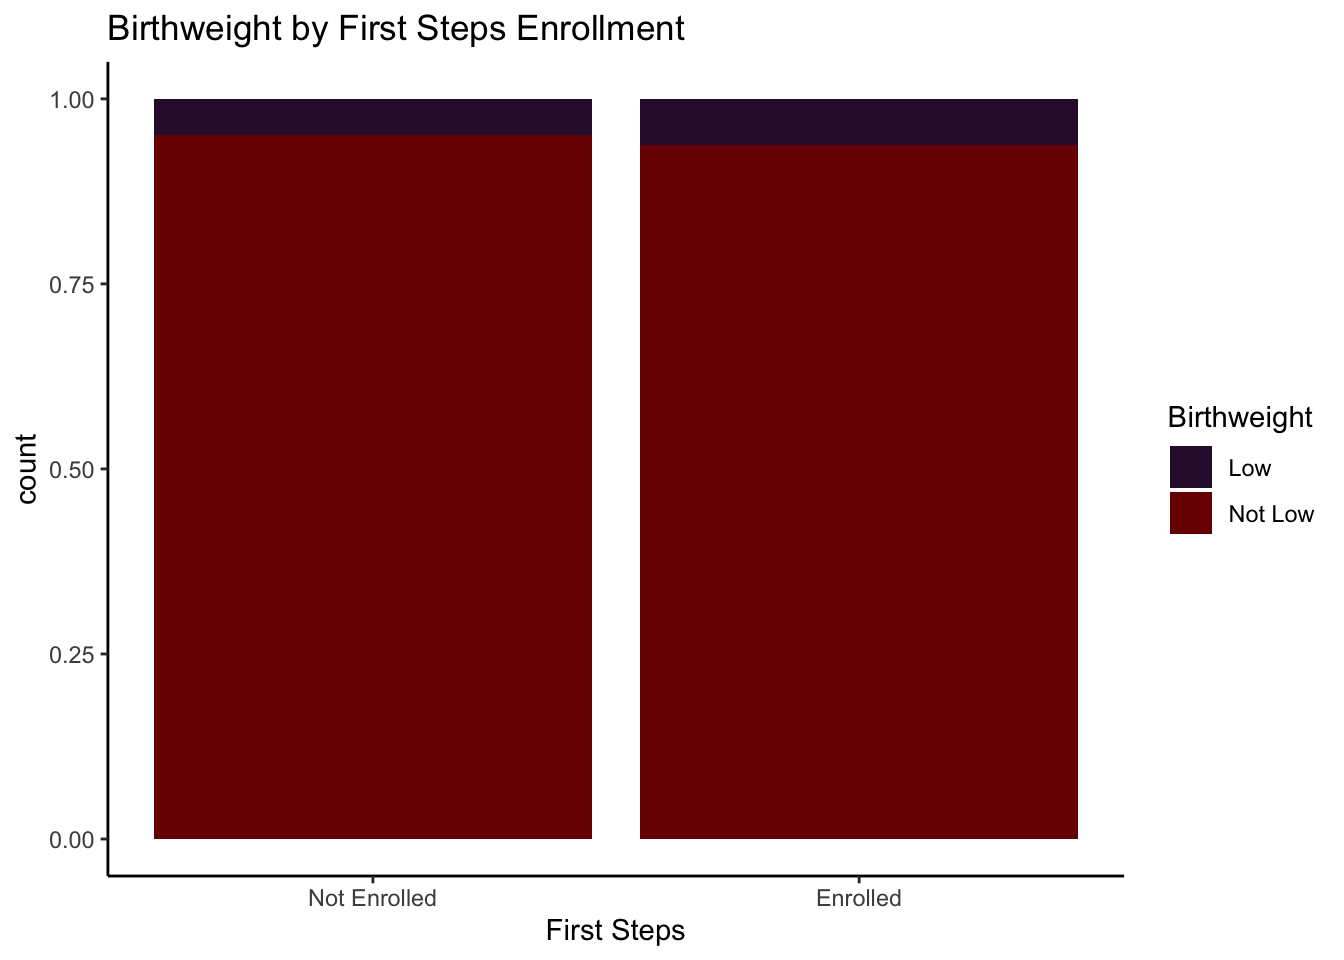 Birthweight by First Steps Enrollment
1.00
0.75
0.50
0.25
0.00
count
Not Enrolled
Enrolled
First Steps
Birthweight
Low
Not Low